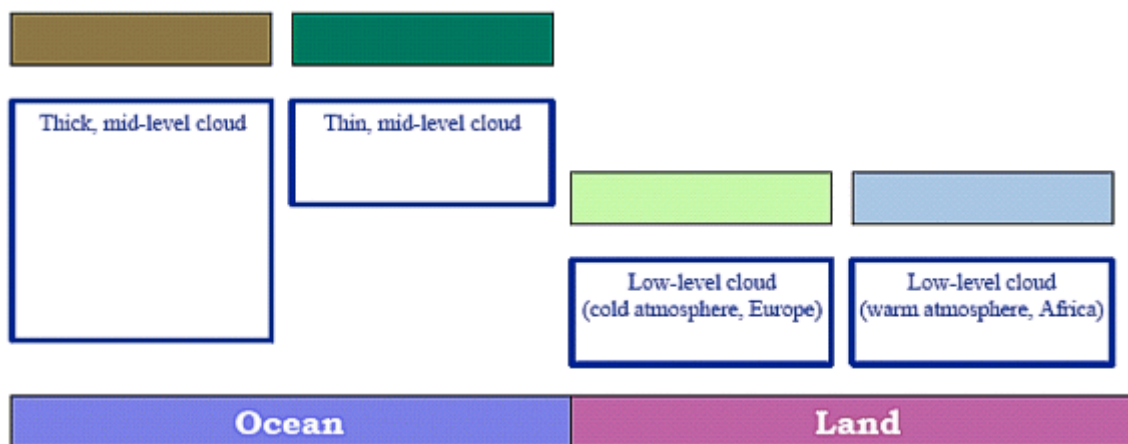 Thick, mid-level cloud
Thin, mid-level cloud
Low-level cloud
(cold atmosphere, Europe)
Low-level cloud
(warm atmosphere, Africa)
Ocean
Land